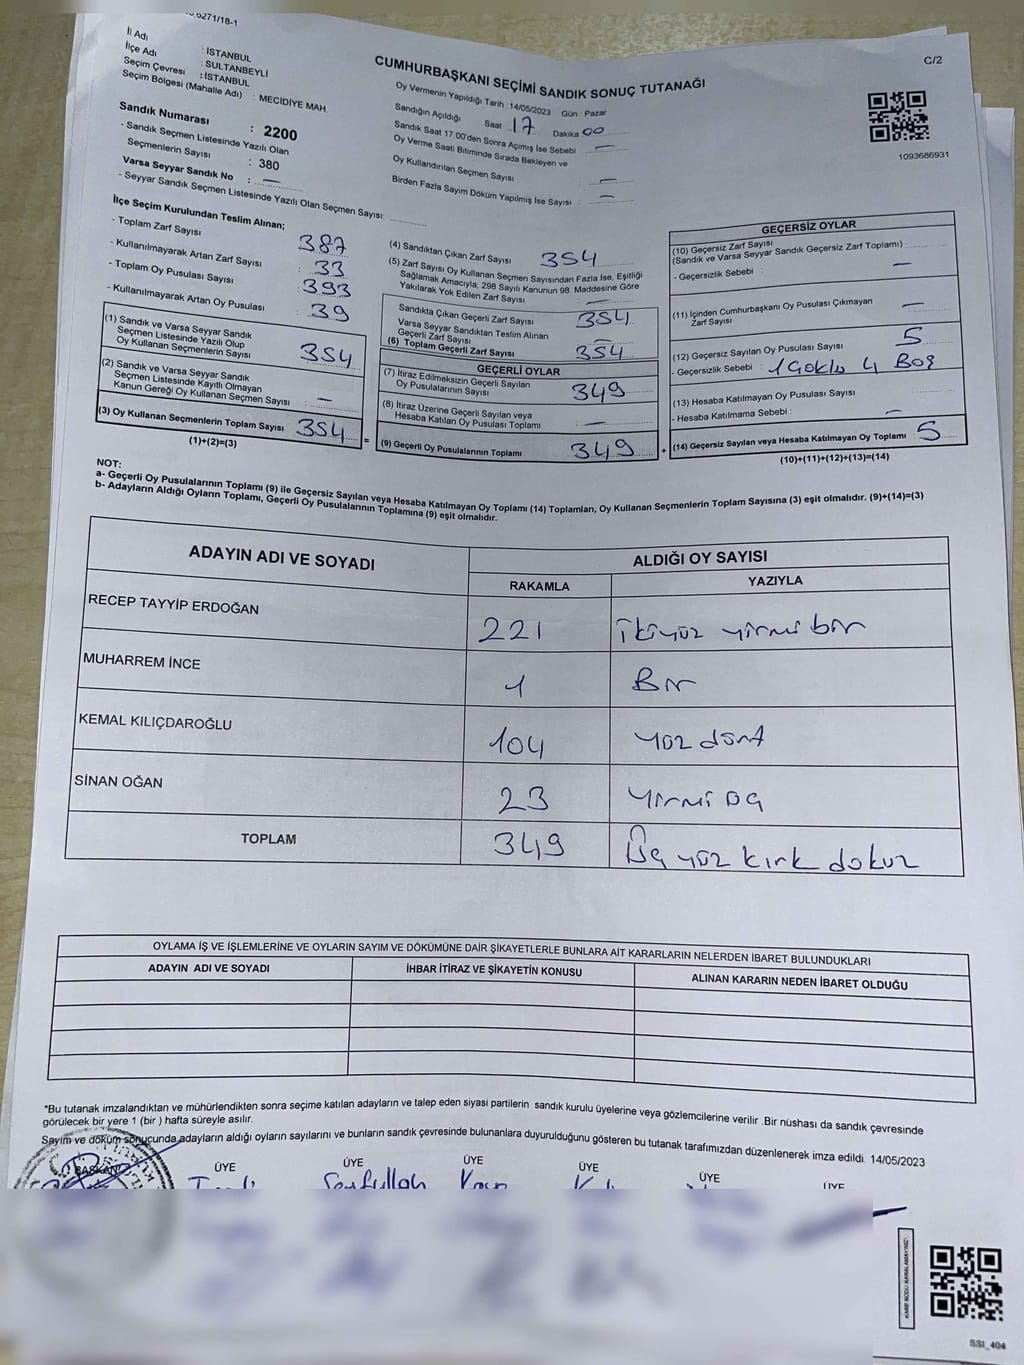 6271/18-1
C/2
İl Adı : İSTANBUL
İlçe Adı : SULTANBEYLİ
Seçim Çevresi : İSTANBUL
Seçim Bölgesi (Mahalle Adı) : MECİDİYE MAH
Sandık Numarası : 2200
- Sandık Seçmen Listesinde Yazılı Olan
Seçmenlerin Sayısı : 380
Varsa Seyyar Sandık No : —
- Seyyar Sandık Seçmen Listesinde Yazılı Olan Seçmen Sayısı:
CUMHURBAŞKANI SEÇİMİ SANDIK SONUÇ TUTANAĞI
Oy Vermenin Yapıldığı Tarih : 14/05/2023 Gün : Pazar
Sandığın Açıldığı Saat 17 Dakika 00
Sandık Saat 17.00'den Sonra Açımış İse Sebebi —
Oy Verme Saati Bitiminde Sırada Bekleyen ve
Oy Kullandırılan Seçmen Sayısı : —
Birden Fazla Sayım Döküm Yapılmış İse Sayısı : —
1093686931
İlçe Seçim Kurulundan Teslim Alınan;
- Toplam Zarf Sayısı : 387
- Kullanılmayarak Artan Zarf Sayısı : 33
- Toplam Oy Pusulası Sayısı : 393
- Kullanılmayarak Artan Oy Pusulası : 39
(1) Sandık ve Varsa Seyyar Sandık
Seçmen Listesinde Yazılı Olup
Oy Kullanan Seçmenlerin Sayısı : 354
(2) Sandık ve Varsa Seyyar Sandık
Seçmen Listesinde Kayıtlı Olmayan
Kanun Gereği Oy Kullanan Seçmen Sayısı : —
(3) Oy Kullanan Seçmenlerin Toplam Sayısı 354 =
(1)+(2)=(3)
(4) Sandıktan Çıkan Zarf Sayısı 354
(5) Zarf Sayısı Oy Kullanan Seçmen Sayısından Fazla İse, Eşitliği
Sağlamak Amacıyla, 298 Sayılı Kanunun 98. Maddesine Göre
Yakılarak Yok Edilen Zarf Sayısı : —
Sandıkta Çıkan Geçerli Zarf Sayısı 354
Varsa Seyyar Sandıktan Teslim Alınan
Geçerli Zarf Sayısı : —
(6) Toplam Geçerli Zarf Sayısı 354
GEÇERLİ OYLAR
(7) İtiraz Edilmeksizin Geçerli Sayılan
Oy Pusulalarının Sayısı : 349
(8) İtiraz Üzerine Geçerli Sayılan veya
Hesaba Katılan Oy Pusulası Toplamı : —
(9) Geçerli Oy Pusulalarının Toplamı 349 +
GEÇERSİZ OYLAR
(10) Geçersiz Zarf Sayısı
(Sandık ve Varsa Seyyar Sandık Geçersiz Zarf Toplamı) :
- Geçersizlik Sebebi : —
(11) İçinden Cumhurbaşkanı Oy Pusulası Çıkmayan
Zarf Sayısı —
(12) Geçersiz Sayılan Oy Pusulası Sayısı : 5
- Geçersizlik Sebebi : 1 Çoklu 4 Boş
(13) Hesaba Katılmayan Oy Pusulası Sayısı :
- Hesaba Katılmama Sebebi : —
(14) Geçersiz Sayılan veya Hesaba Katılmayan Oy Toplamı : 5
(10)+(11)+(12)+(13)=(14)
NOT:
a- Geçerli Oy Pusulalarının Toplamı (9) ile Geçersiz Sayılan veya Hesaba Katılmayan Oy Toplamı (14) Toplamları, Oy Kullanan Seçmenlerin Toplam Sayısına (3) eşit olmalıdır. (9)+(14)=(3)
b- Adayların Aldığı Oyların Toplamı, Geçerli Oy Pusulalarının Toplamına (9) eşit olmalıdır.
ADAYIN ADI VE SOYADI ALDIĞI OY SAYISI
RAKAMLA YAZIYLA
RECEP TAYYİP ERDOĞAN 221 ikiyüz yirmi bir
MUHARREM İNCE 1 Bir
KEMAL KILIÇDAROĞLU 104 yüz dört
SİNAN OĞAN 23 yirmi üç
TOPLAM 349 Üç yüz kırk dokuz
OYLAMA İŞ VE İŞLEMLERİNE VE OYLARIN SAYIM VE DÖKÜMÜNE DAİR ŞİKAYETLERLE BUNLARA AİT KARARLARIN NELERDEN İBARET BULUNDUKLARI
ADAYIN ADI VE SOYADI İHBAR İTİRAZ VE ŞİKAYETİN KONUSU ALINAN KARARIN NEDEN İBARET OLDUĞU
*Bu tutanak imzalandıktan ve mühürlendikten sonra seçime katılan adayların ve talep eden siyasi partilerin sandık kurulu üyelerine veya gözlemcilerine verilir .Bir nüshası da sandık çevresinde
görülecek bir yere 1 (bir ) hafta süreyle asılır.
Sayım ve döküm sonucunda adayların aldığı oyların sayılarını ve bunların sandık çevresinde bulunanlara duyurulduğunu gösteren bu tutanak tarafımızdan düzenlenerek imza edildi. 14/05/2023
BAŞKAN ÜYE ÜYE ÜYE ÜYE ÜYE ÜYE
Seyfullah
KARE KODU KARALAMAYINIZ!
SSI_404